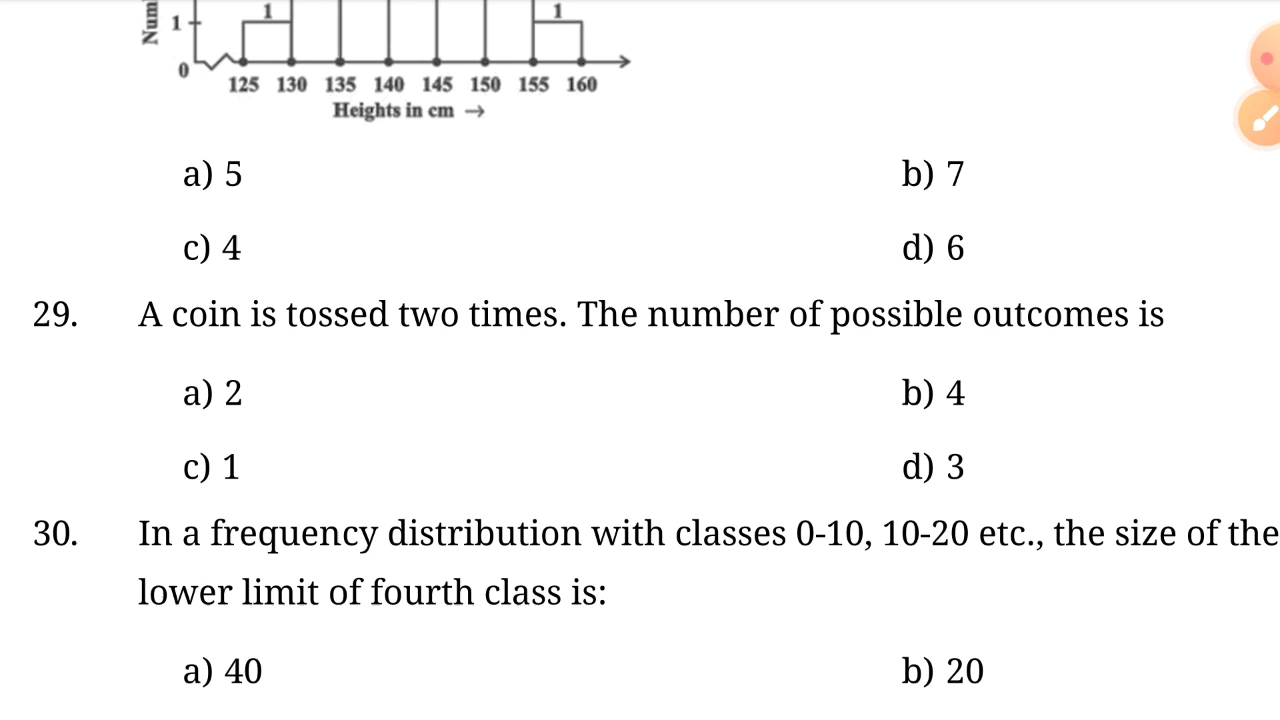 Num
1
1
1
0
125 130 135 140 145 150 155 160
Heights in cm →
a) 5
b) 7
c) 4
d) 6
29. A coin is tossed two times. The number of possible outcomes is
a) 2
b) 4
c) 1
d) 3
30. In a frequency distribution with classes 0-10, 10-20 etc., the size of the
lower limit of fourth class is:
a) 40
b) 20